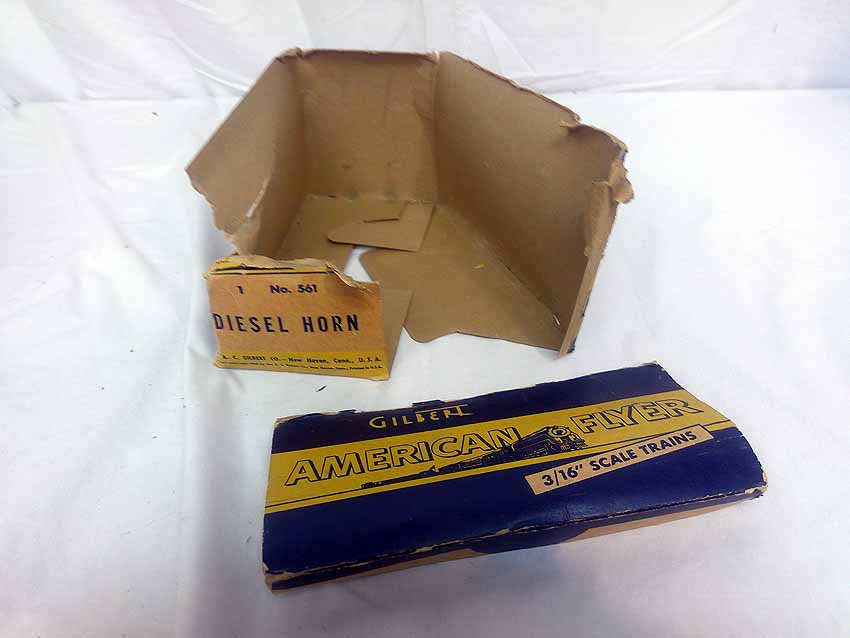 1 No. 561
DIESEL HORN
A. C. GILBERT CO.—New Haven, Conn., U. S. A.
GILBERT
AMERICAN FLYER
3/16" SCALE TRAINS